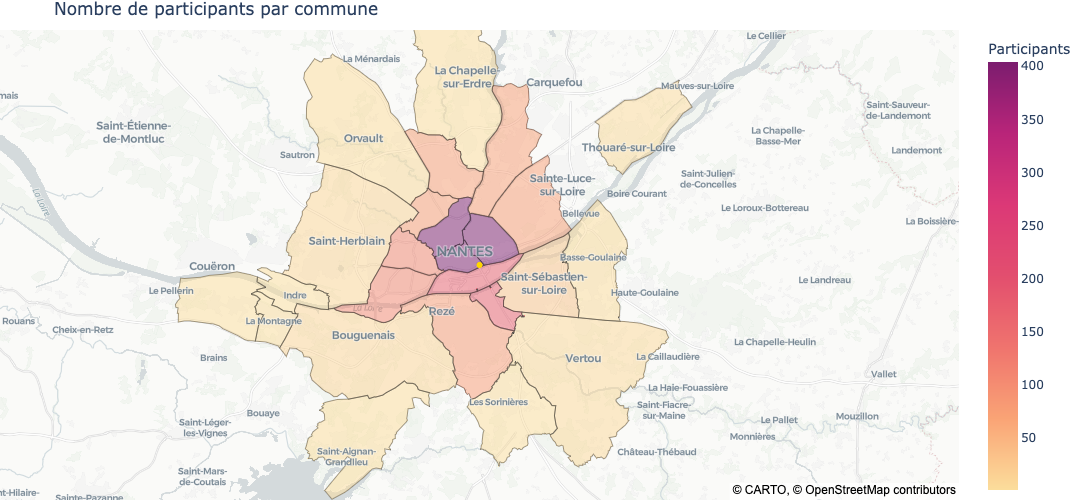 Nombre de participants par commune
Le Cellier
La Ménardais
La Chapelle-
sur-Erdre
Carquefou
Mauves-sur-Loire
Saint-Sauveur-
de-Landemont
Saint-Étienne-
de-Montluc
Orvault
Sautron
Thouaré-sur-Loire
La Chapelle-
Basse-Mer
Landemont
Sainte-Luce-
sur-Loire
Saint-Julien-
de-Concelles
Boire Courant
La Loire
Bellevue
Le Loroux-Bottereau
La Boissière-
Saint-Herblain
NANTES
Basse-Goulaine
Couëron
Saint-Sébastien-
sur-Loire
Le Landreau
Le Pellerin
Indre
Haute-Goulaine
La Loire
Rezé
Rouans
Cheix-en-Retz
La Montagne
Bouguenais
La Chapelle-Heulin
Brains
Vertou
La Caillaudière
Vallet
La Haie-Fouassière
Les Sorinières
Saint-Fiacre-
sur-Maine
Bouaye
Le Pallet
Mouzillon
Saint-Léger-
les-Vignes
Monnières
Saint-Aignan-
Grandlieu
Château-Thébaud
Saint-Mars-
de-Coutais
-Hilaire-
Sainte-Pazanne
© CARTO, © OpenStreetMap contributors
Participants
400
350
300
250
200
150
100
50